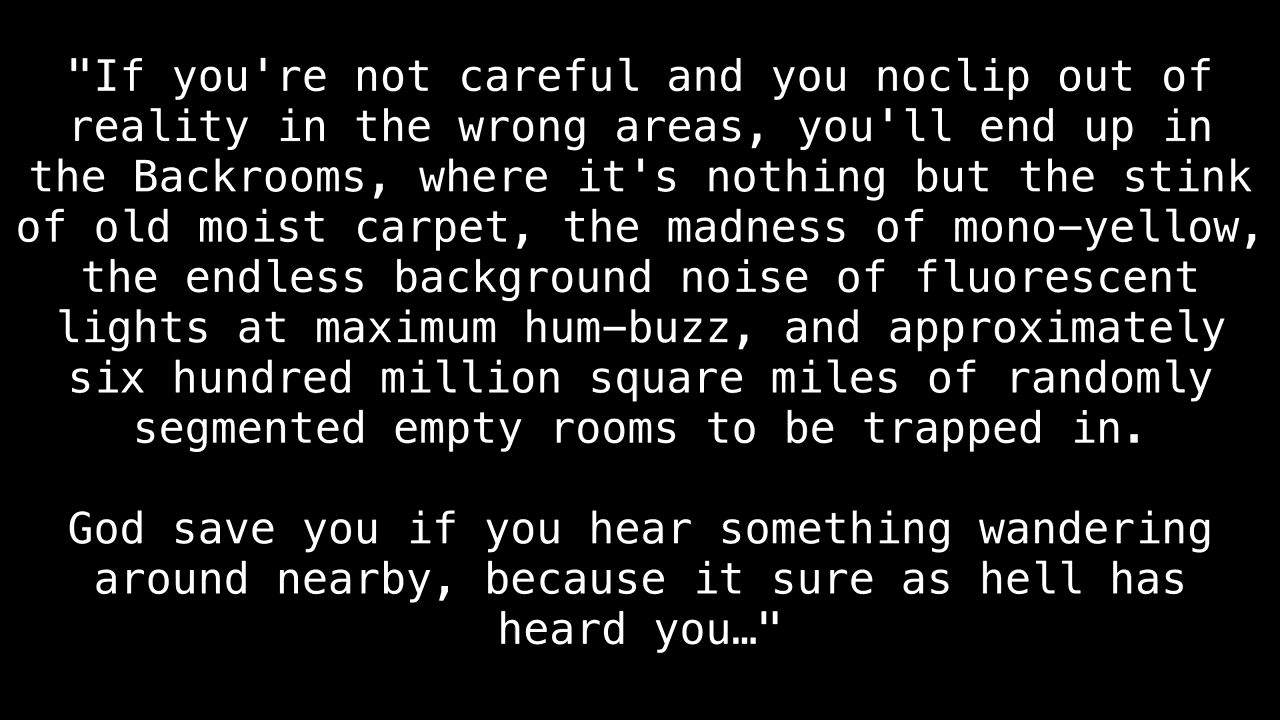 "If you're not careful and you noclip out of
reality in the wrong areas, you'll end up in
the Backrooms, where it's nothing but the stink
of old moist carpet, the madness of mono-yellow,
the endless background noise of fluorescent
lights at maximum hum-buzz, and approximately
six hundred million square miles of randomly
segmented empty rooms to be trapped in.
God save you if you hear something wandering
around nearby, because it sure as hell has
heard you…"